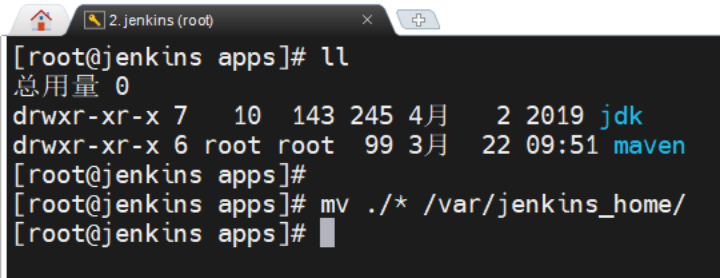 2. jenkins (root)
[root@jenkins apps]# ll
总用量 0
drwxr-xr-x 7   10  143 245 4月   2 2019 jdk
drwxr-xr-x 6 root root  99 3月  22 09:51 maven
[root@jenkins apps]#
[root@jenkins apps]# mv ./* /var/jenkins_home/
[root@jenkins apps]#